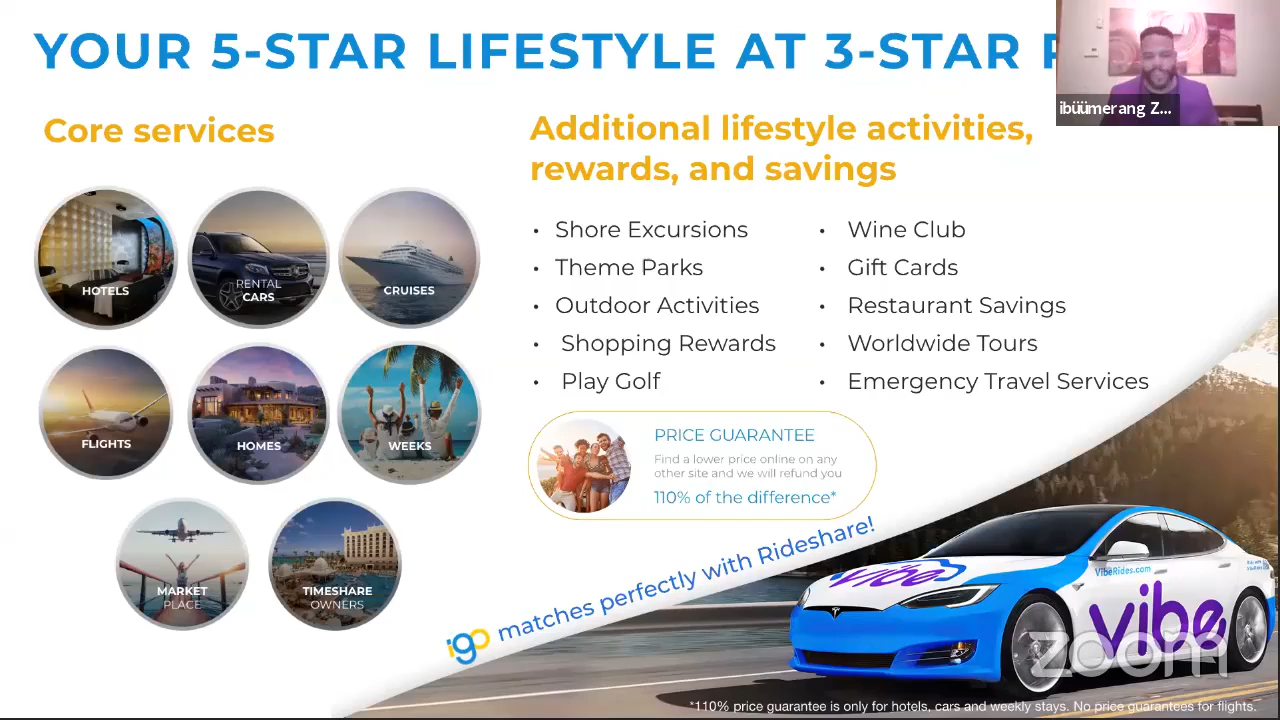 YOUR 5-STAR LIFESTYLE AT 3-STAR
ibüümerang Z...
Core services
Additional lifestyle activities,
rewards, and savings
HOTELS
RENTAL
CARS
CRUISES
FLIGHTS
HOMES
WEEKS
MARKET
PLACE
TIMESHARE
OWNERS
• Shore Excursions
• Theme Parks
• Outdoor Activities
• Shopping Rewards
• Play Golf
• Wine Club
• Gift Cards
• Restaurant Savings
• Worldwide Tours
• Emergency Travel Services
PRICE GUARANTEE
Find a lower price online on any
other site and we will refund you
110% of the difference*
igo matches perfectly with Rideshare!
vibe
VibeRides.com
vibe
zoom
*110% price guarantee is only for hotels, cars and weekly stays. No price guarantees for flights.